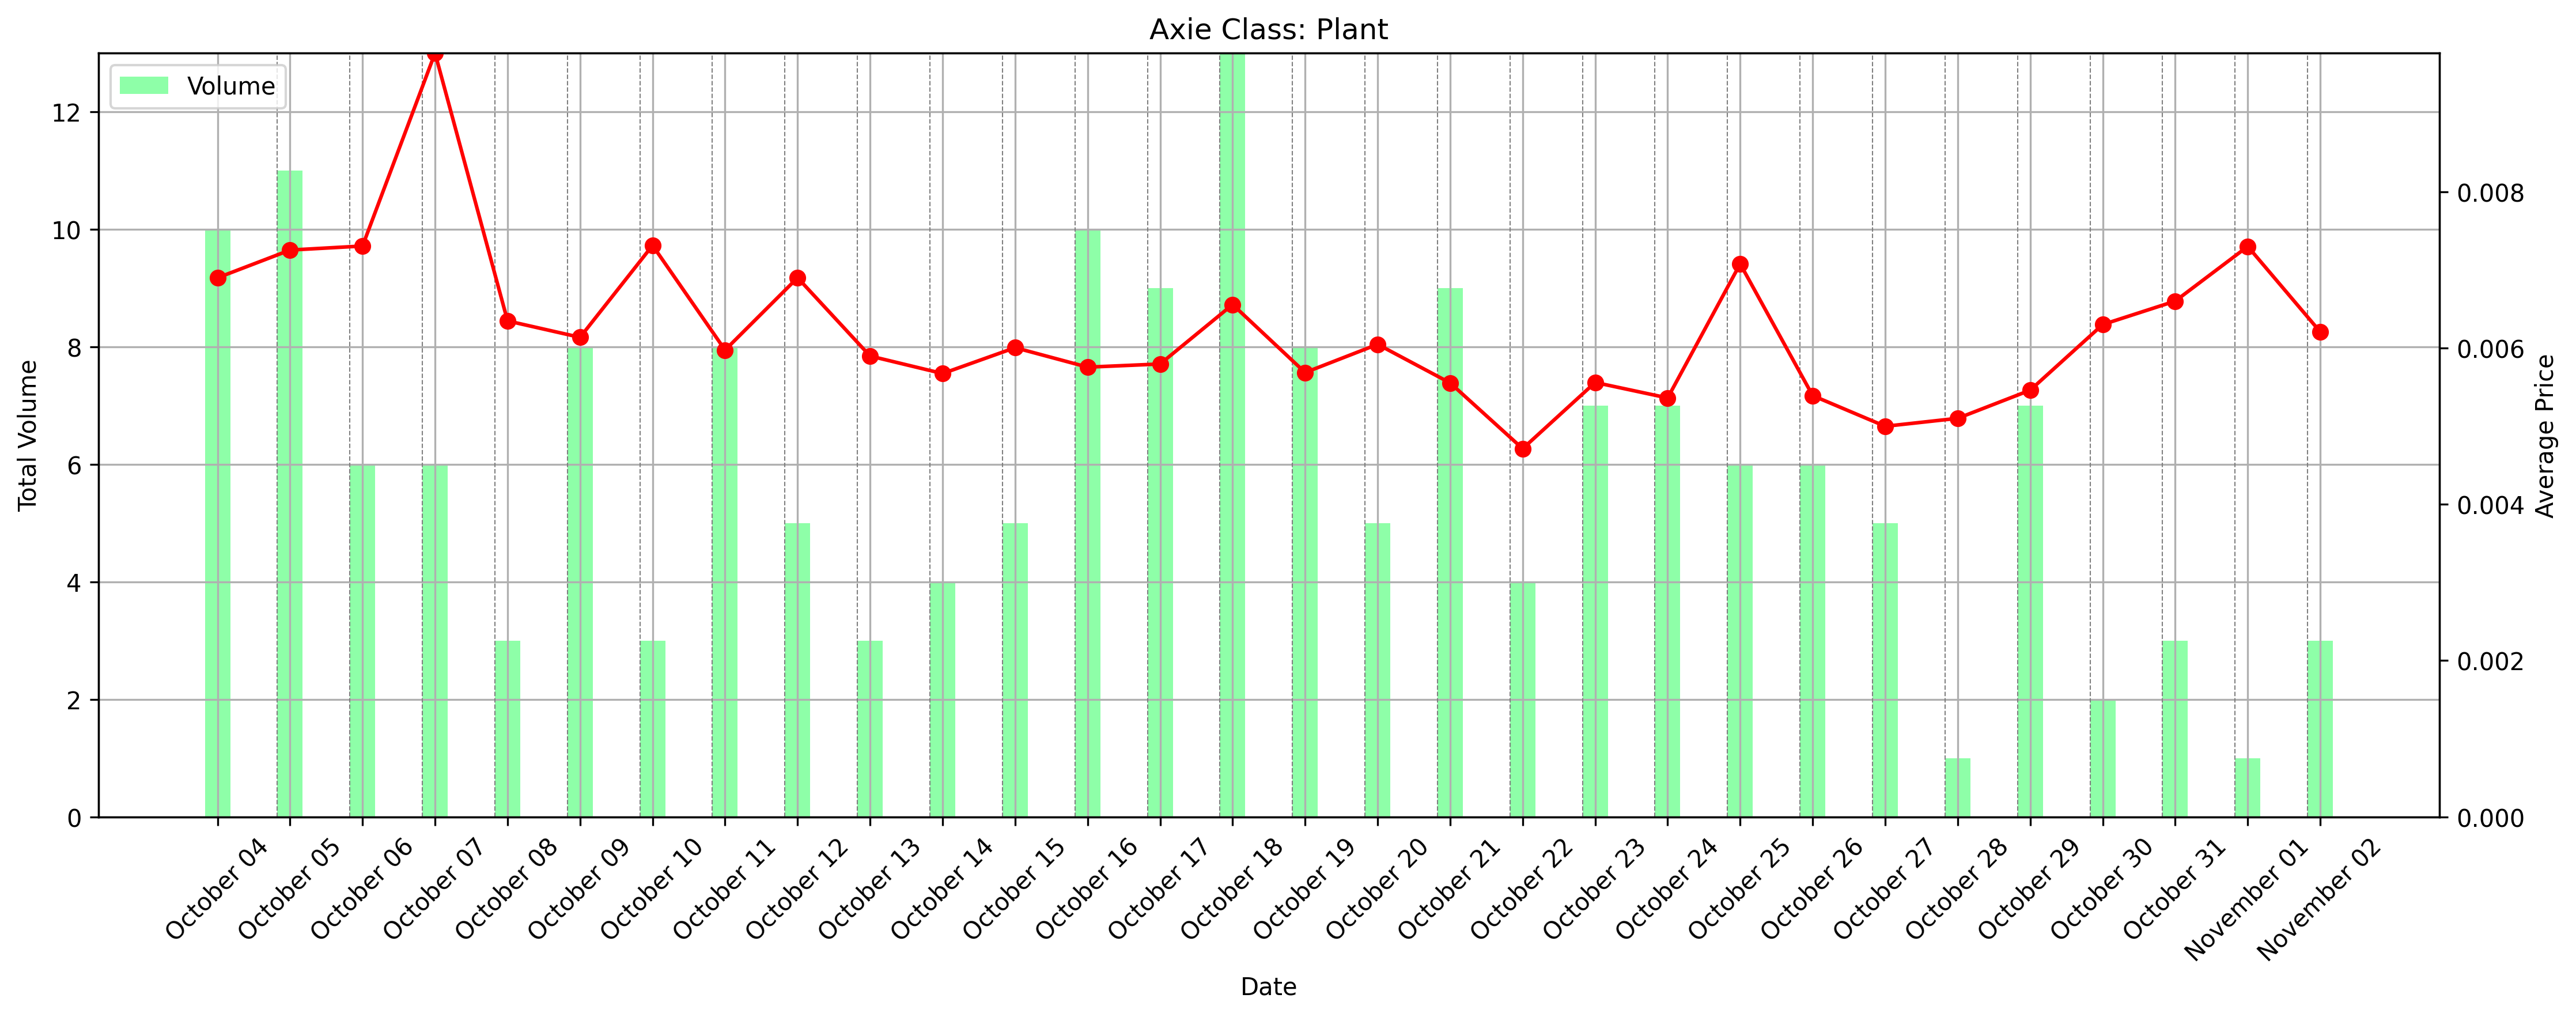 Axie Class: Plant
Volume
12
10
8
6
4
2
0
Total Volume
0.008
0.006
0.004
0.002
0.000
Average Price
October 04
October 05
October 06
October 07
October 08
October 09
October 10
October 11
October 12
October 13
October 14
October 15
October 16
October 17
October 18
October 19
October 20
October 21
October 22
October 23
October 24
October 25
October 26
October 27
October 28
October 29
October 30
October 31
November 01
November 02
Date